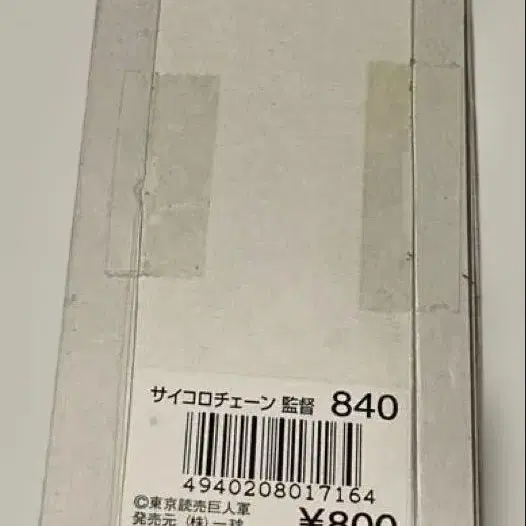 サイコロチェーン 監督 840
4940208017164
©東京読売巨人軍
発売元 (株)一球
¥800